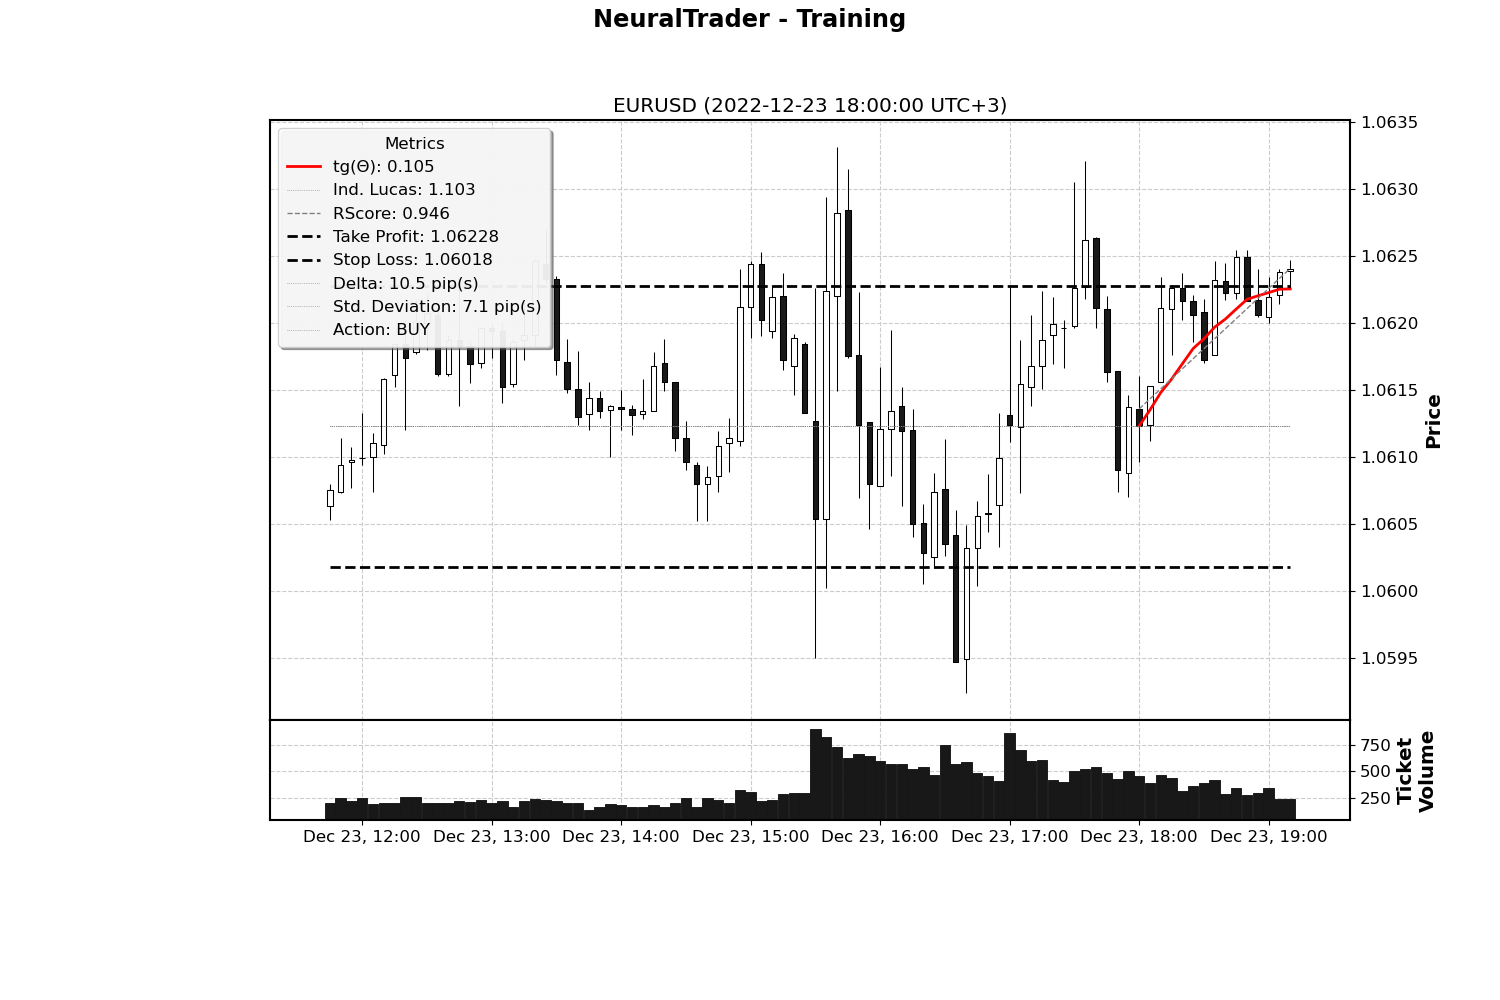 NeuralTrader - Training
EURUSD (2022-12-23 18:00:00 UTC+3)
Metrics
tg(Θ): 0.105
Ind. Lucas: 1.103
RScore: 0.946
Take Profit: 1.06228
Stop Loss: 1.06018
Delta: 10.5 pip(s)
Std. Deviation: 7.1 pip(s)
Action: BUY
1.0635
1.0630
1.0625
1.0620
1.0615
1.0610
1.0605
1.0600
1.0595
Price
750
500
250
Ticket
Volume
Dec 23, 12:00
Dec 23, 13:00
Dec 23, 14:00
Dec 23, 15:00
Dec 23, 16:00
Dec 23, 17:00
Dec 23, 18:00
Dec 23, 19:00